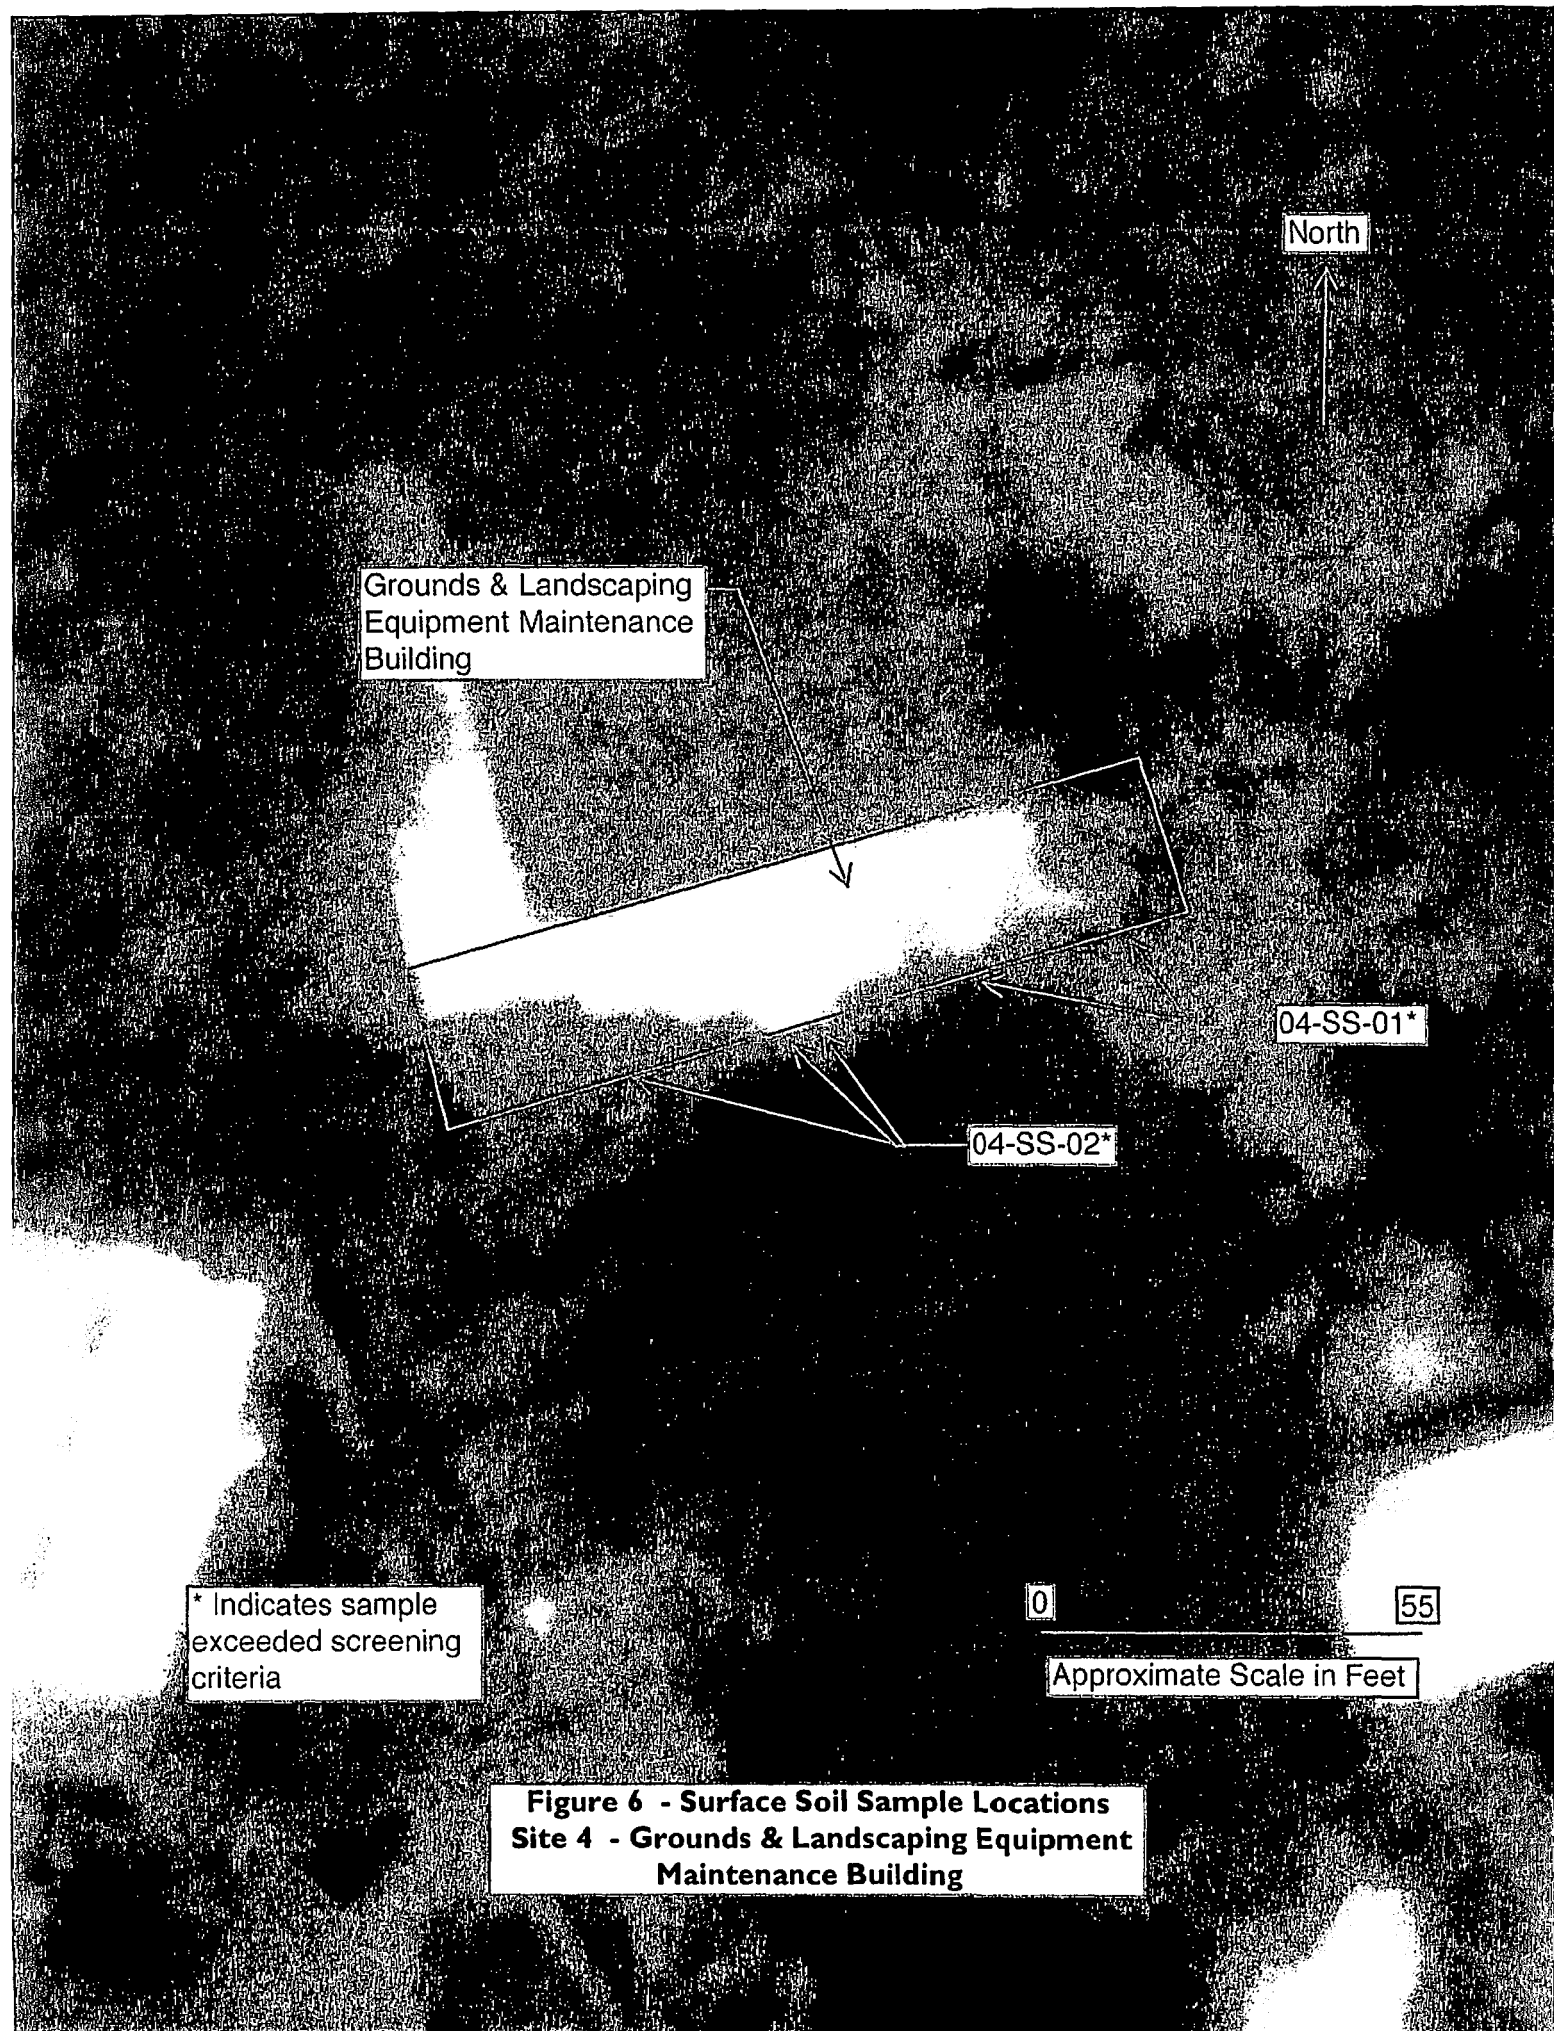 North
Grounds & Landscaping
Equipment Maintenance
Building
04-SS-01*
04-SS-02*
* Indicates sample
exceeded screening
criteria
0
55
Approximate Scale in Feet
Figure 6 - Surface Soil Sample Locations
Site 4 - Grounds & Landscaping Equipment
Maintenance Building